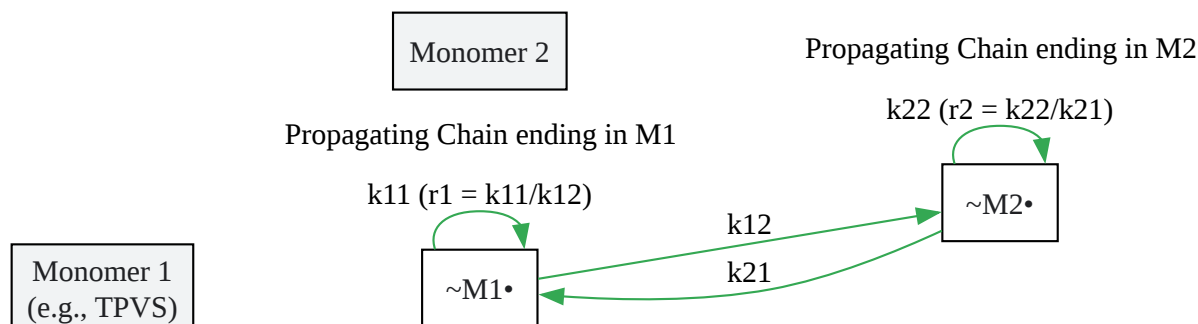 Monomer 2
Propagating Chain ending in M2
k22 (r2 = k22/k21)
Propagating Chain ending in M1
~M2•
k11 (r1 = k11/k12)
k12
k21
Monomer 1
(e.g., TPVS)
~M1•